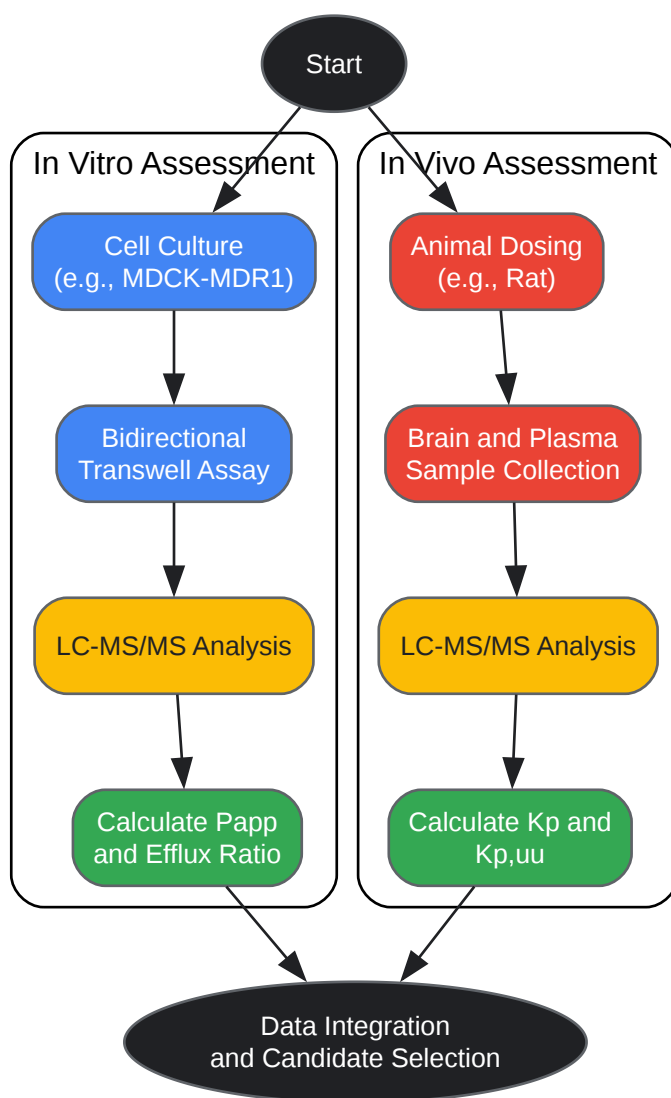 Start
In Vitro Assessment
Cell Culture
(e.g., MDCK-MDR1)
Bidirectional
Transwell Assay
LC-MS/MS Analysis
Calculate Papp
and Efflux Ratio
In Vivo Assessment
Animal Dosing
(e.g., Rat)
Brain and Plasma
Sample Collection
LC-MS/MS Analysis
Calculate Kp and
Kp,uu
Data Integration
and Candidate Selection